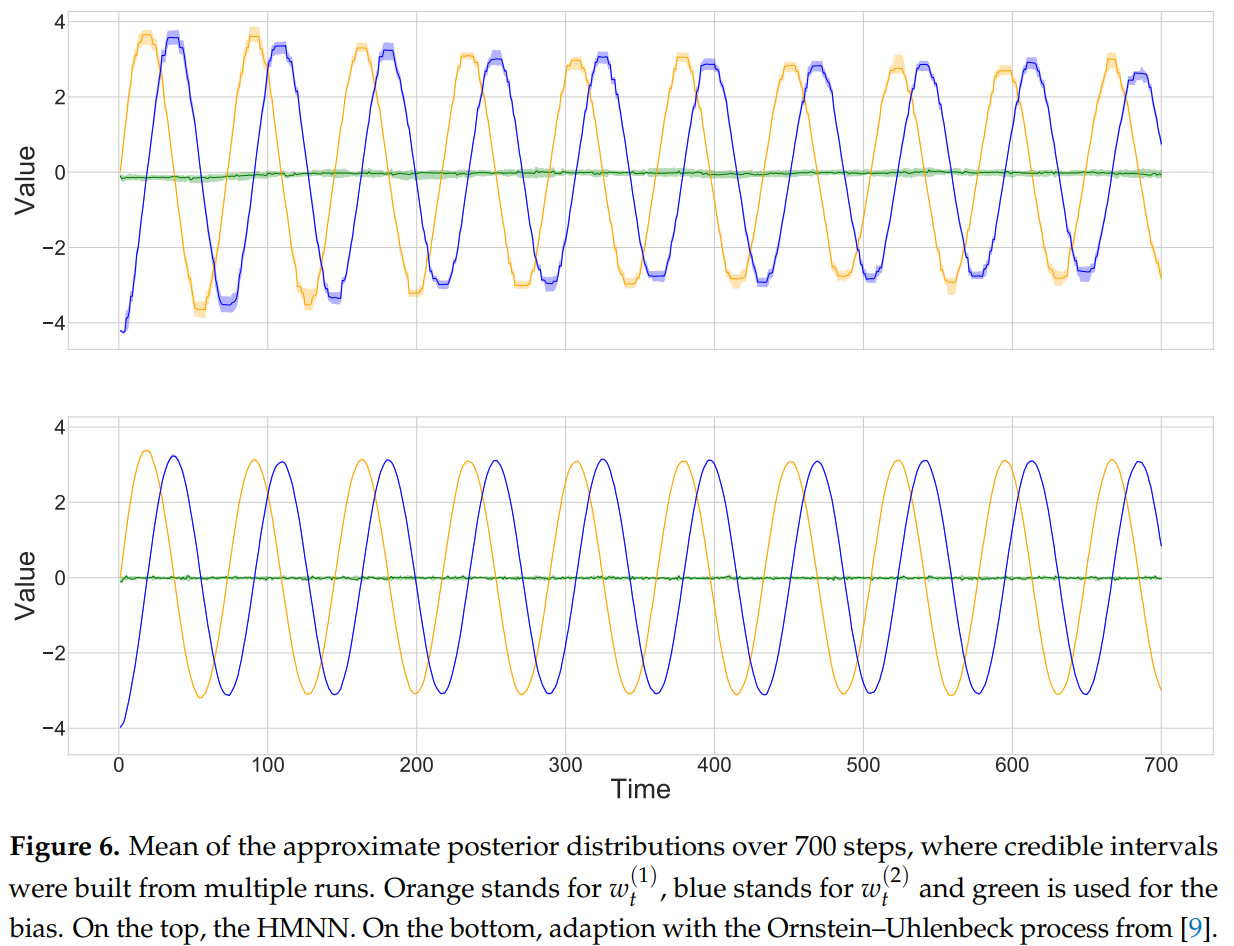 4
2
0
−2
−4
Value
4
2
0
−2
−4
Value
0 100 200 300 400 500 600 700
Time
Figure 6. Mean of the approximate posterior distributions over 700 steps, where credible intervals
were built from multiple runs. Orange stands for w_t^{(1)}, blue stands for w_t^{(2)} and green is used for the
bias. On the top, the HMNN. On the bottom, adaption with the Ornstein–Uhlenbeck process from [9].